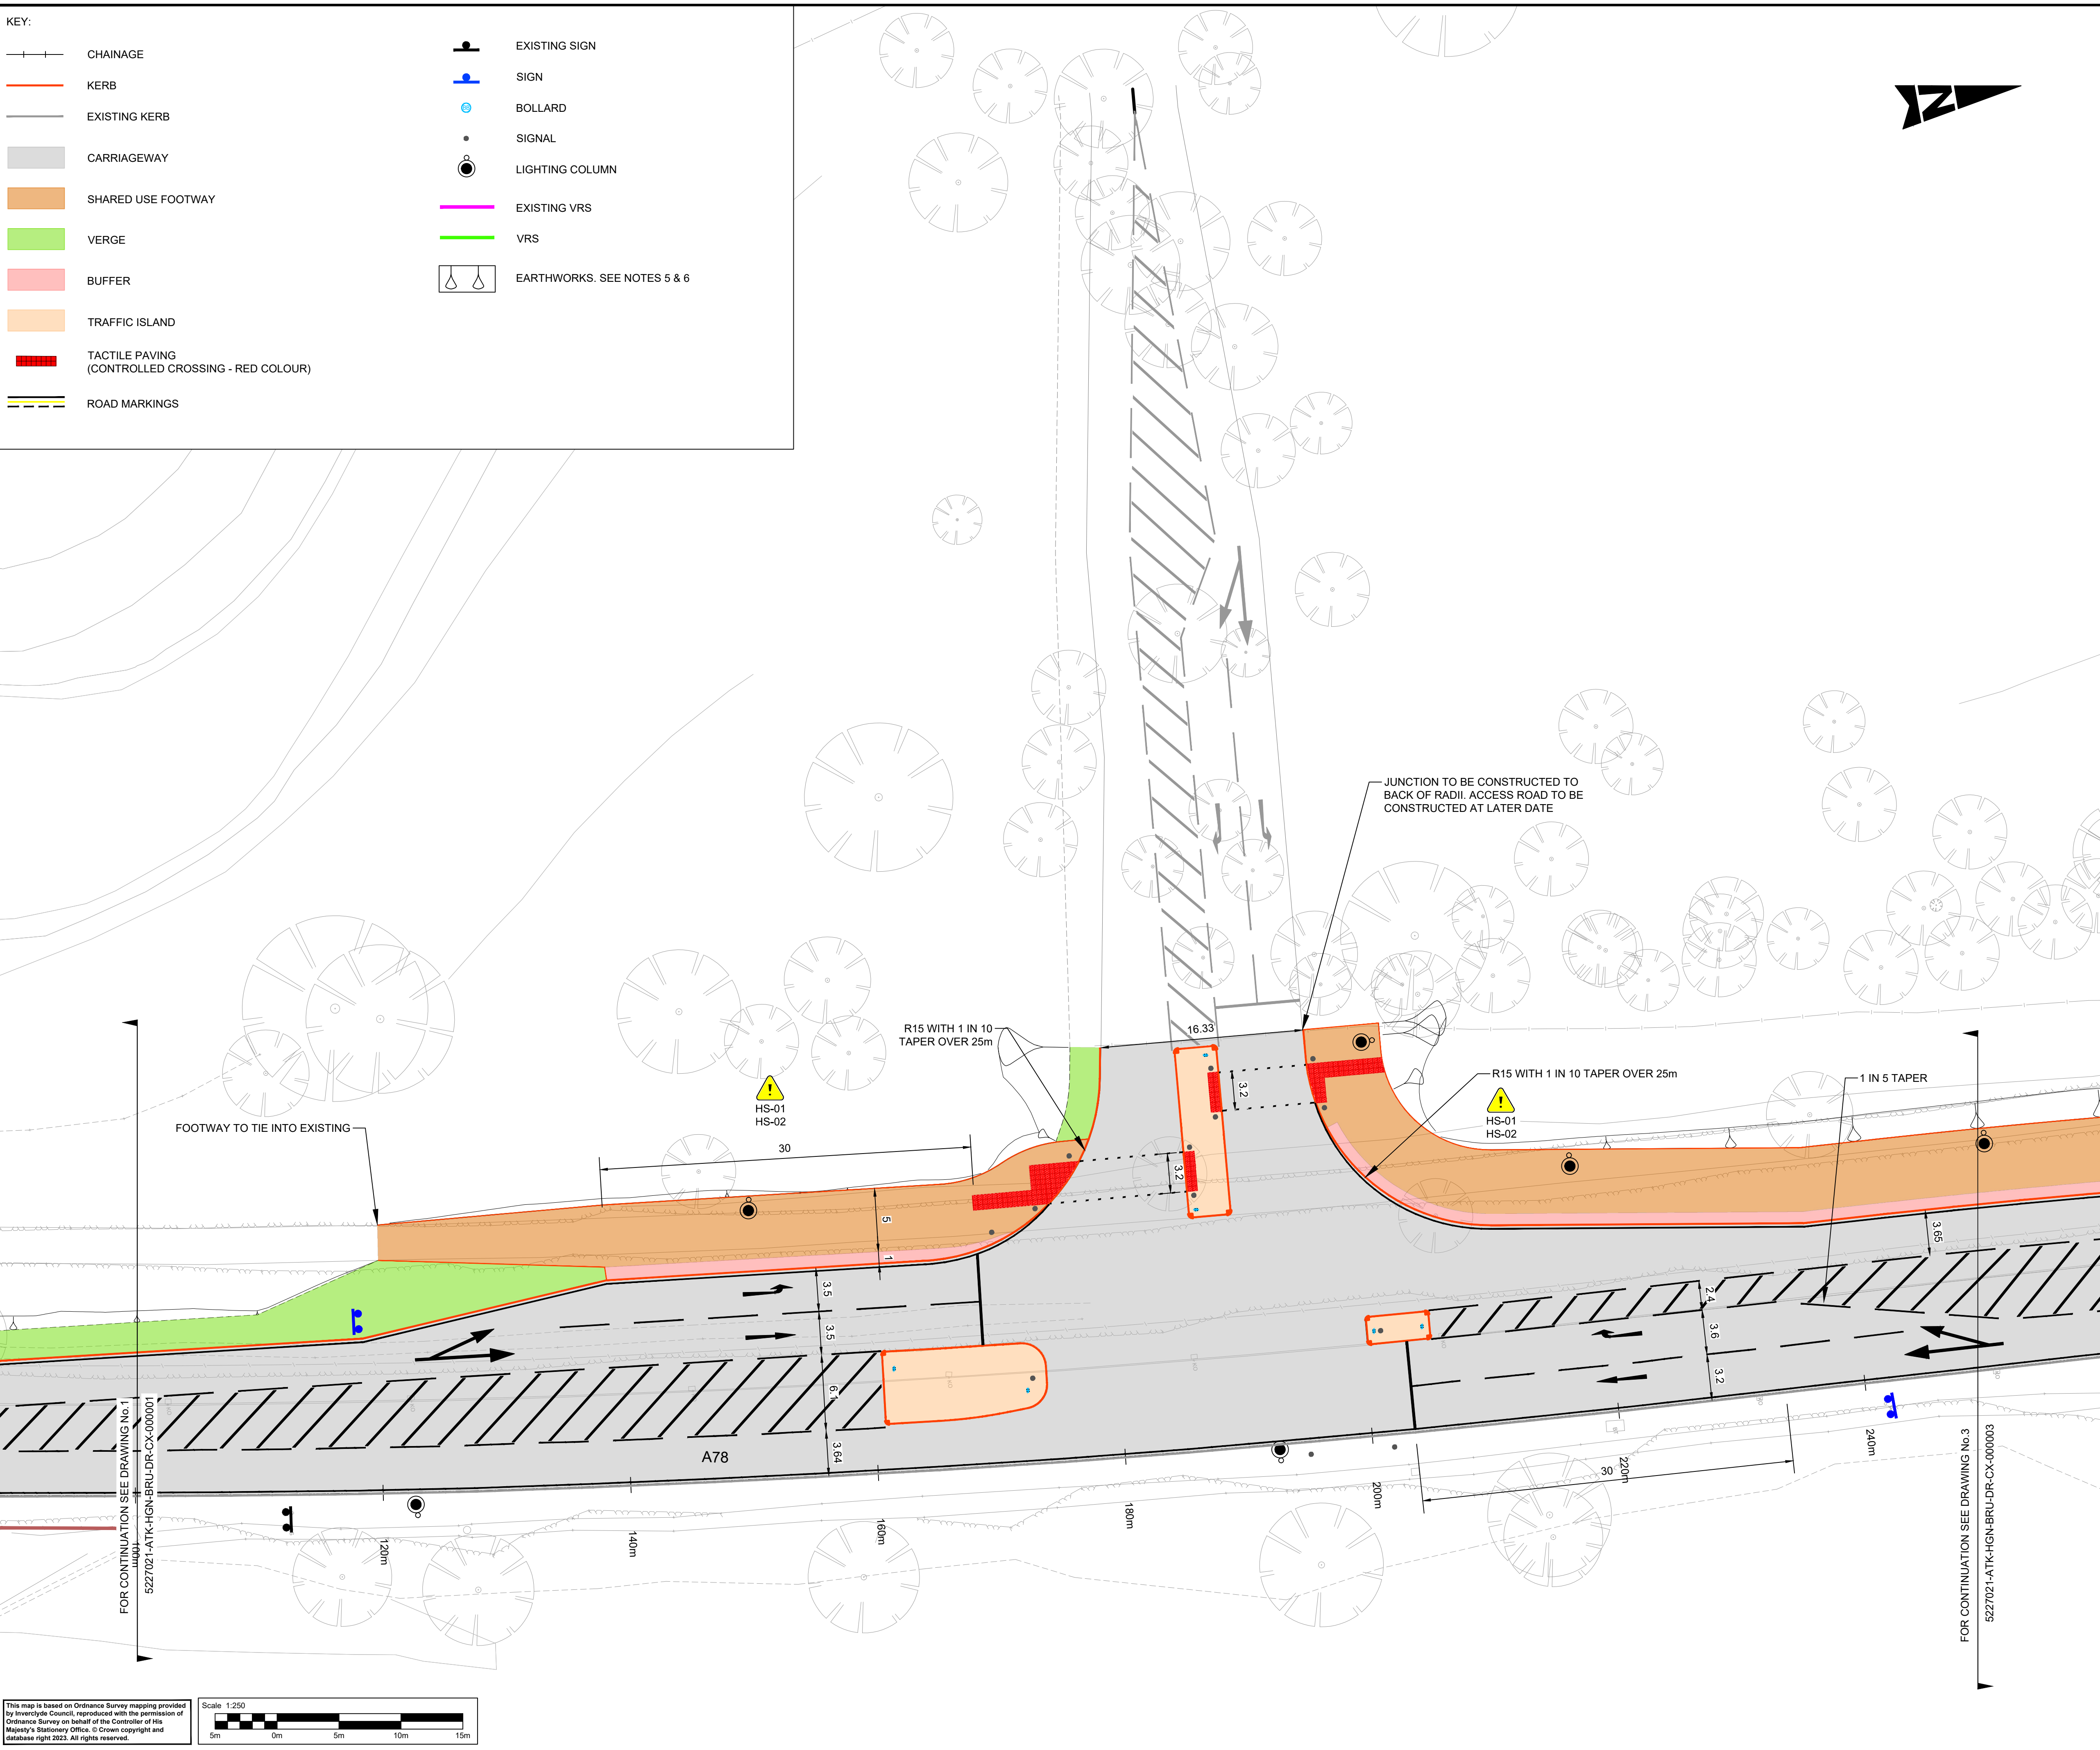 KEY:
CHAINAGE
KERB
EXISTING KERB
CARRIAGEWAY
SHARED USE FOOTWAY
VERGE
BUFFER
TRAFFIC ISLAND
TACTILE PAVING
(CONTROLLED CROSSING - RED COLOUR)
ROAD MARKINGS
EXISTING SIGN
SIGN
BOLLARD
SIGNAL
LIGHTING COLUMN
EXISTING VRS
VRS
EARTHWORKS. SEE NOTES 5 & 6
N
JUNCTION TO BE CONSTRUCTED TO
BACK OF RADII. ACCESS ROAD TO BE
CONSTRUCTED AT LATER DATE
R15 WITH 1 IN 10
TAPER OVER 25m
16.33
3.2
3.2
R15 WITH 1 IN 10 TAPER OVER 25m
1 IN 5 TAPER
!
HS-01
HS-02
!
HS-01
HS-02
FOOTWAY TO TIE INTO EXISTING
30
5
1
3.5
3.5
6.1
3.64
3.65
2.4
3.6
3.2
30
A78
100m
120m
140m
160m
180m
200m
220m
240m
FOR CONTINUATION SEE DRAWING No.1
5227021-ATK-HGN-BRU-DR-CX-000001
FOR CONTINUATION SEE DRAWING No.3
5227021-ATK-HGN-BRU-DR-CX-000003
This map is based on Ordnance Survey mapping provided
by Inverclyde Council, reproduced with the permission of
Ordnance Survey on behalf of the Controller of His
Majesty's Stationery Office. © Crown copyright and
database right 2023. All rights reserved.
Scale 1:250
5m 0m 5m 10m 15m